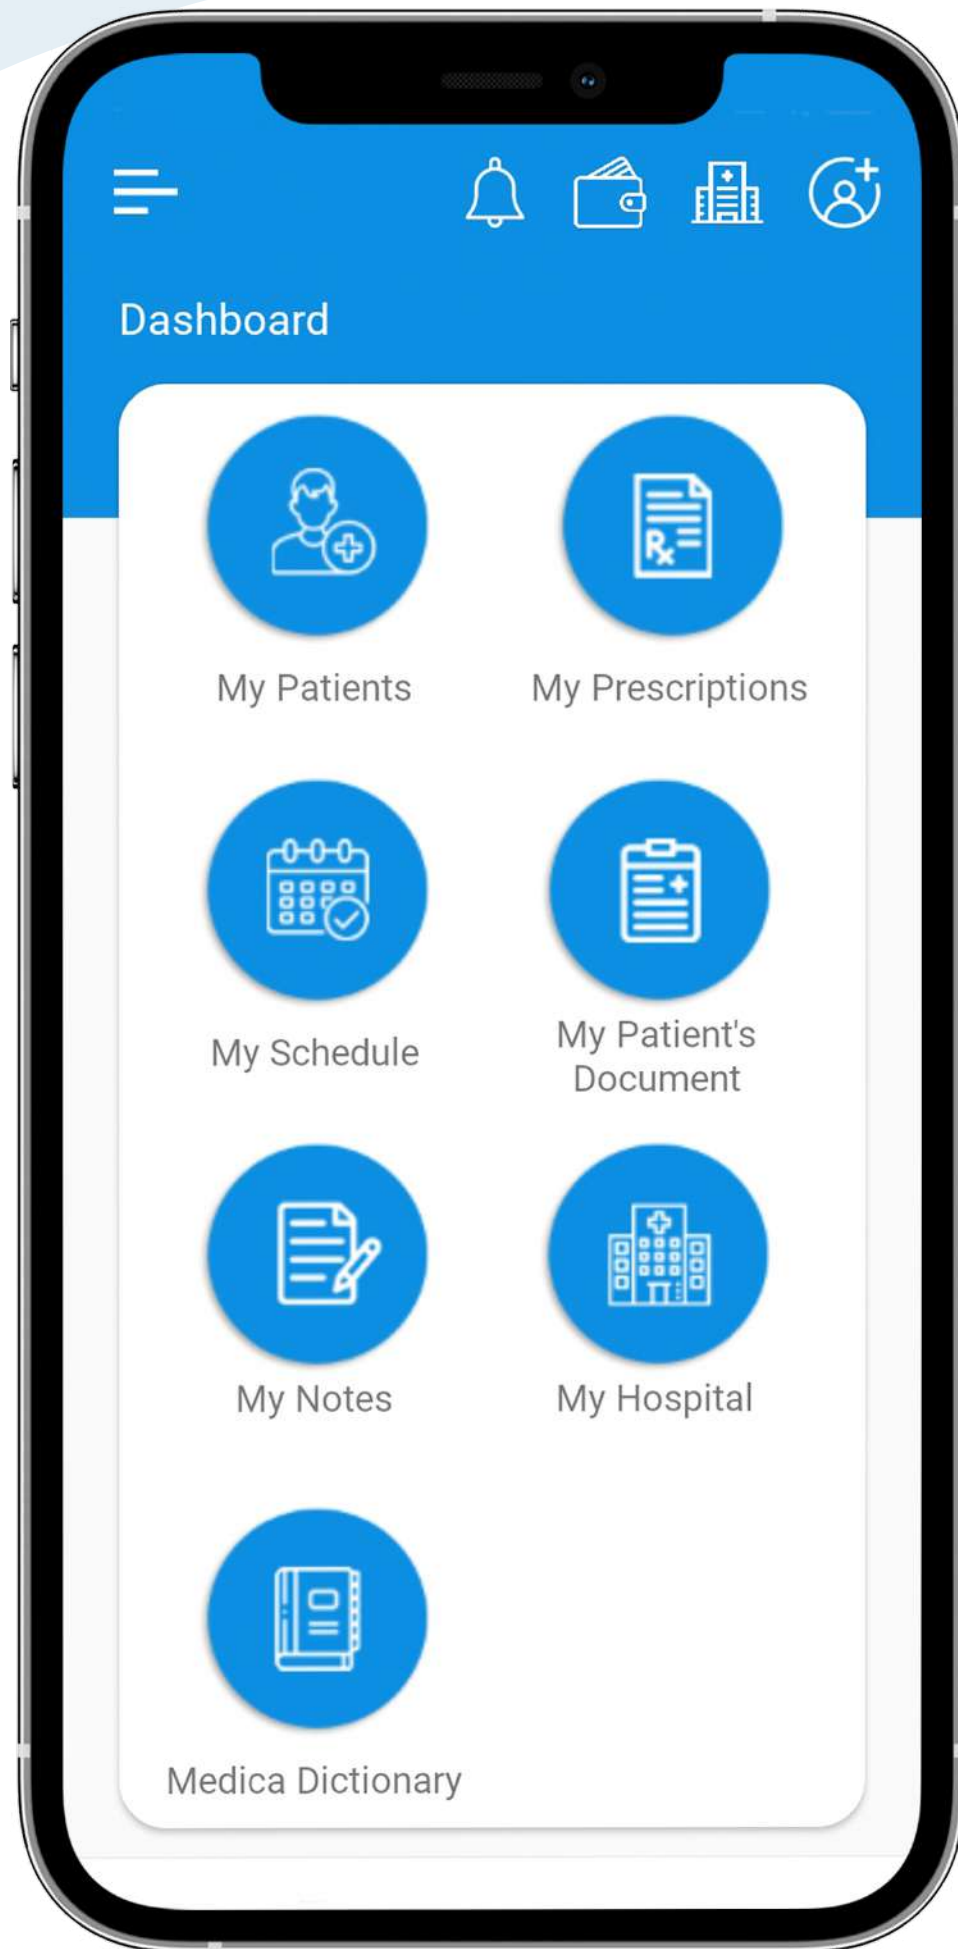 Dashboard
My Patients
My Prescriptions
My Schedule
My Patient's
Document
My Notes
My Hospital
Medica Dictionary